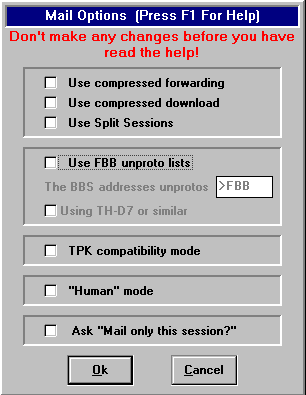 Mail Options  (Press F1 For Help)
Don't make any changes before you have
read the help!
Use compressed forwarding
Use compressed download
Use Split Sessions
Use FBB unproto lists
The BBS addresses unprotos >FBB
Using TH-D7 or similar
TPK compatibility mode
"Human" mode
Ask "Mail only this session?"
Ok Cancel